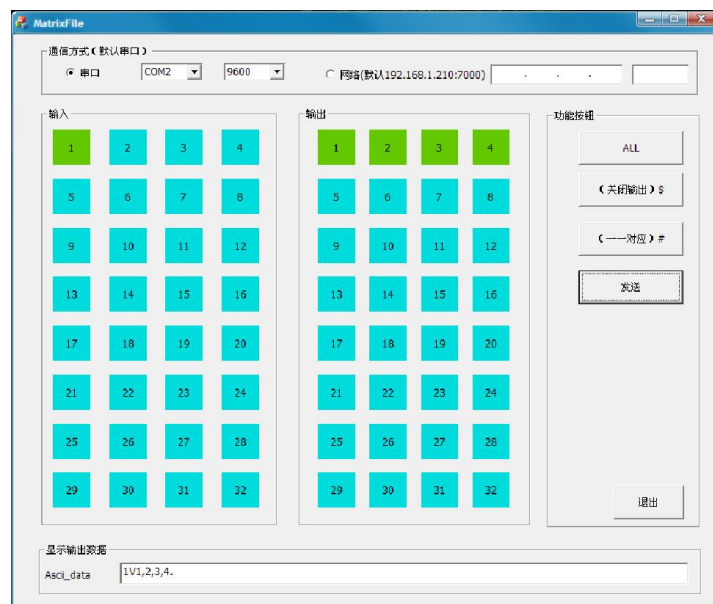 MatrixFile
通信方式(默认串口)
串口 COM2 9600 网络(默认192.168.1.210:7000) . . .
输入 输出 功能按钮
1 2 3 4 1 2 3 4 ALL
5 6 7 8 5 6 7 8 (关闭输出)$
9 10 11 12 9 10 11 12 (一一对应)#
13 14 15 16 13 14 15 16 发送
17 18 19 20 17 18 19 20
21 22 23 24 21 22 23 24
25 26 27 28 25 26 27 28
29 30 31 32 29 30 31 32 退出
显示输出数据
Ascii_data 1V1,2,3,4.